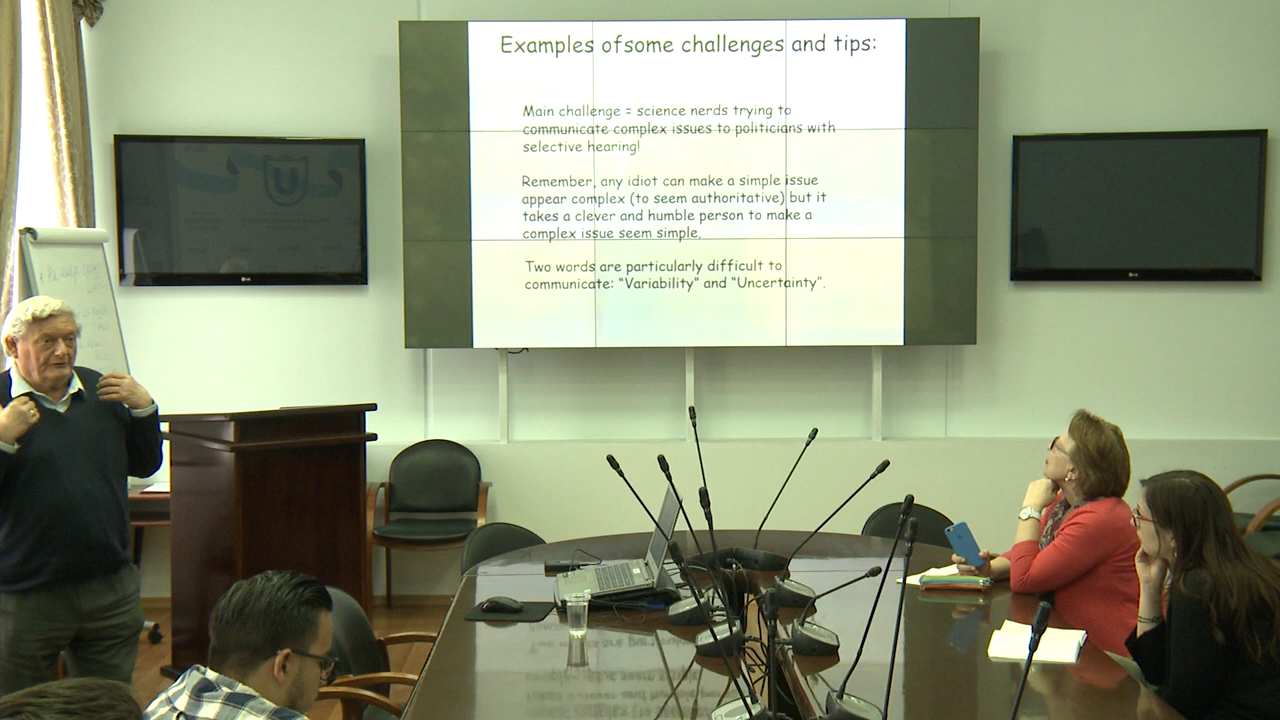 Examples ofsome challenges and tips:
Main challenge = science nerds trying to
communicate complex issues to politicians with
selective hearing!
Remember, any idiot can make a simple issue
appear complex (to seem authoritative) but it
takes a clever and humble person to make a
complex issue seem simple.
Two words are particularly difficult to
communicate: “Variability” and “Uncertainty”.